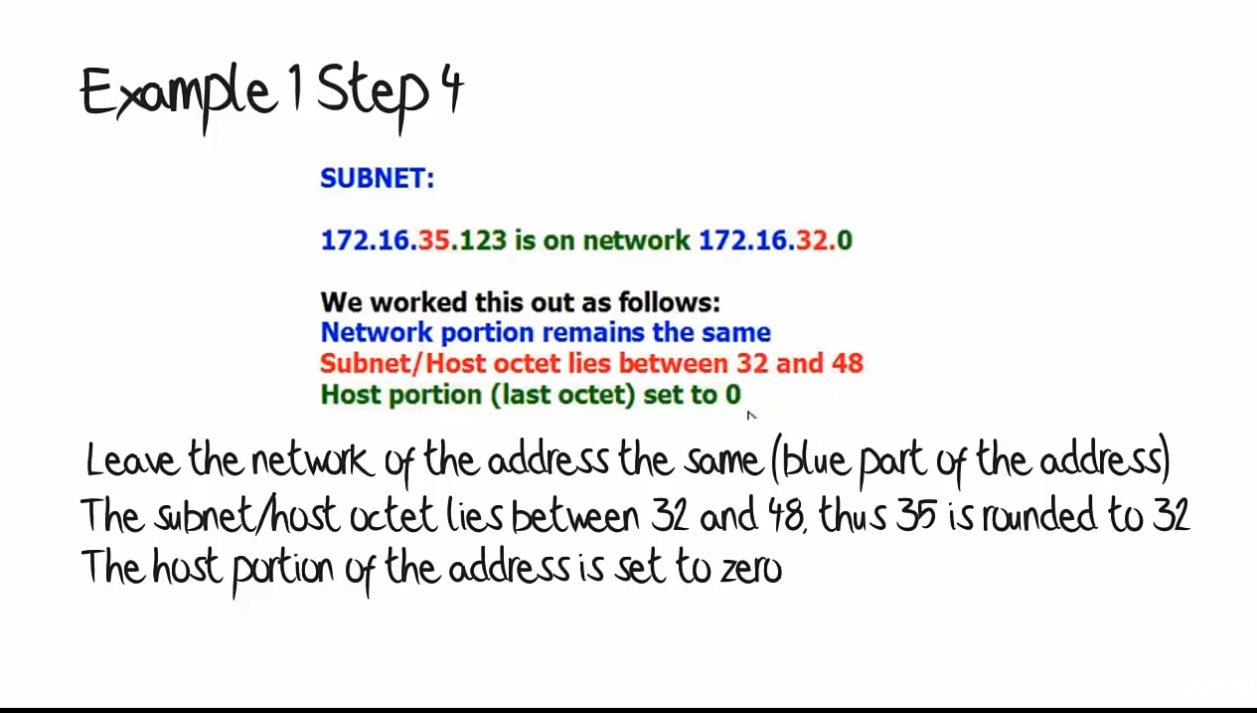 Example 1 Step 4
SUBNET:
172.16.35.123 is on network 172.16.32.0
We worked this out as follows:
Network portion remains the same
Subnet/Host octet lies between 32 and 48
Host portion (last octet) set to 0
Leave the network of the address the same (blue part of the address)
The subnet/host octet lies between 32 and 48, thus 35 is rounded to 32
The host portion of the address is set to zero